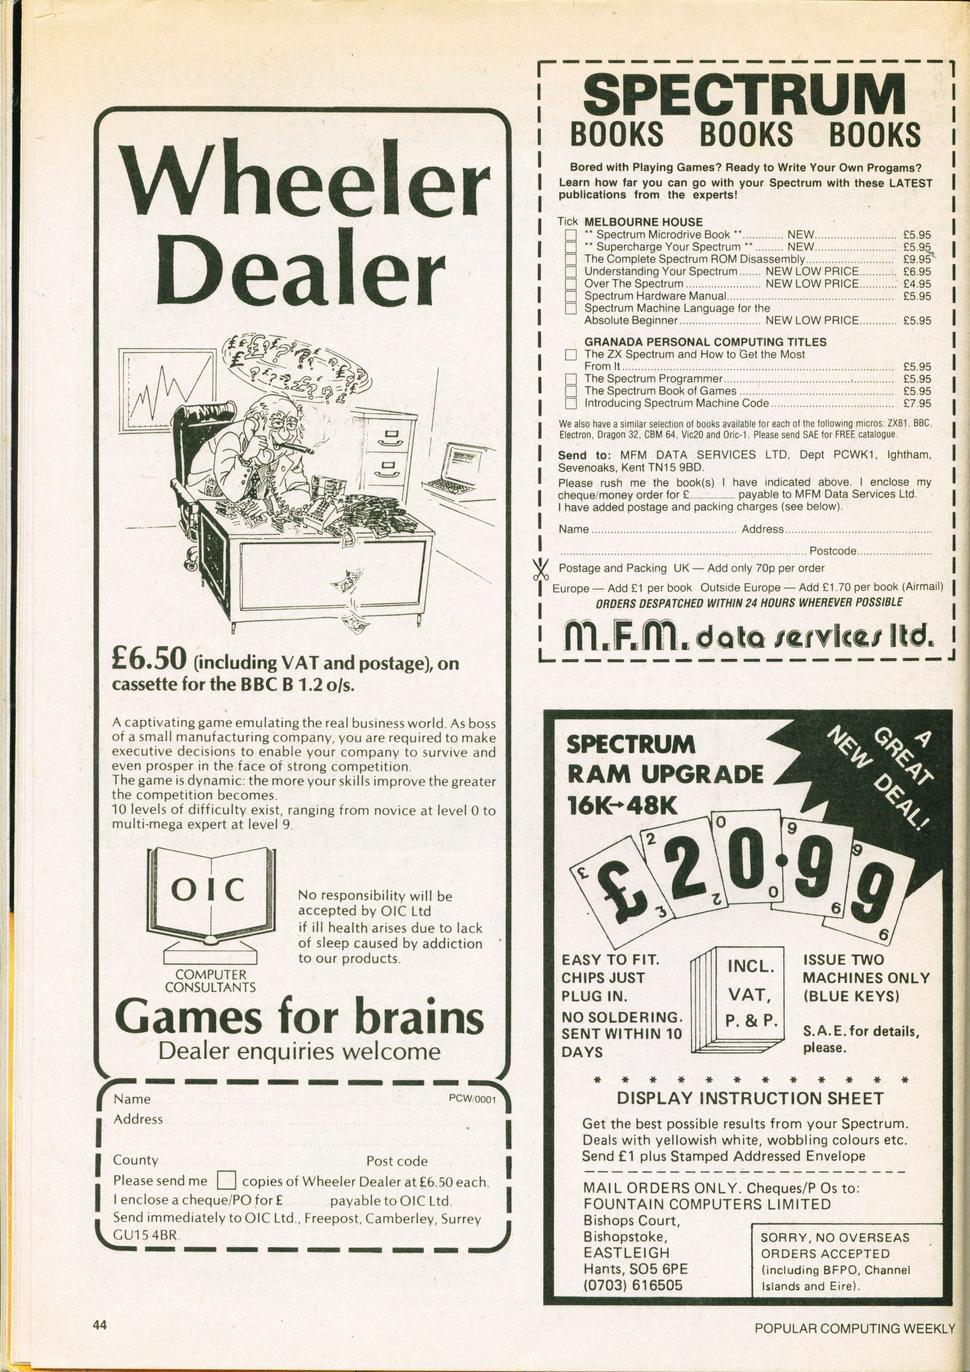 Wheeler
Dealer
£6.50 (including VAT and postage), on
cassette for the BBC B 1.2 o/s.
A captivating game emulating the real business world. As boss
of a small manufacturing company, you are required to make
executive decisions to enable your company to survive and
even prosper in the face of strong competition.
The game is dynamic: the more your skills improve the greater
the competition becomes.
10 levels of difficulty exist, ranging from novice at level 0 to
multi-mega expert at level 9.
OIC
COMPUTER
CONSULTANTS
No responsibility will be
accepted by OIC Ltd
if ill health arises due to lack
of sleep caused by addiction
to our products.
Games for brains
Dealer enquiries welcome
Name PCW/0001
Address
County Post code
Please send me copies of Wheeler Dealer at £6.50 each.
I enclose a cheque/PO for £ payable to OIC Ltd.
Send immediately to OIC Ltd., Freepost, Camberley, Surrey
GU15 4BR.
SPECTRUM
BOOKS BOOKS BOOKS
Bored with Playing Games? Ready to Write Your Own Progams?
Learn how far you can go with your Spectrum with these LATEST
publications from the experts!
Tick MELBOURNE HOUSE
** Spectrum Microdrive Book ** NEW £5.95
** Supercharge Your Spectrum ** NEW £5.95
The Complete Spectrum ROM Disassembly £9.95
Understanding Your Spectrum NEW LOW PRICE £6.95
Over The Spectrum NEW LOW PRICE £4.95
Spectrum Hardware Manual £5.95
Spectrum Machine Language for the
Absolute Beginner NEW LOW PRICE £5.95
GRANADA PERSONAL COMPUTING TITLES
The ZX Spectrum and How to Get the Most
From It £5.95
The Spectrum Programmer £5.95
The Spectrum Book of Games £5.95
Introducing Spectrum Machine Code £7.95
We also have a similar selection of books available for each of the following micros: ZX81, BBC,
Electron, Dragon 32, CBM 64, Vic20 and Oric-1. Please send SAE for FREE catalogue.
Send to: MFM DATA SERVICES LTD, Dept PCWK1, Ightham,
Sevenoaks, Kent TN15 9BD.
Please rush me the book(s) I have indicated above. I enclose my
cheque/money order for £ payable to MFM Data Services Ltd.
I have added postage and packing charges (see below).
Name Address
Postcode
Postage and Packing UK — Add only 70p per order
Europe — Add £1 per book Outside Europe — Add £1.70 per book (Airmail)
ORDERS DESPATCHED WITHIN 24 HOURS WHEREVER POSSIBLE
M.F.M. data services ltd.
SPECTRUM
RAM UPGRADE
16K→48K
A
GREAT
NEW DEAL!
£20.99
EASY TO FIT.
CHIPS JUST
PLUG IN.
NO SOLDERING.
SENT WITHIN 10
DAYS
INCL.
VAT,
P. & P.
ISSUE TWO
MACHINES ONLY
(BLUE KEYS)
S.A.E. for details,
please.
* * * * * * * * * * * *
DISPLAY INSTRUCTION SHEET
Get the best possible results from your Spectrum.
Deals with yellowish white, wobbling colours etc.
Send £1 plus Stamped Addressed Envelope
MAIL ORDERS ONLY. Cheques/P Os to:
FOUNTAIN COMPUTERS LIMITED
Bishops Court,
Bishopstoke,
EASTLEIGH
Hants, SO5 6PE
(0703) 616505
SORRY, NO OVERSEAS
ORDERS ACCEPTED
(including BFPO, Channel
Islands and Eire).
44
POPULAR COMPUTING WEEKLY